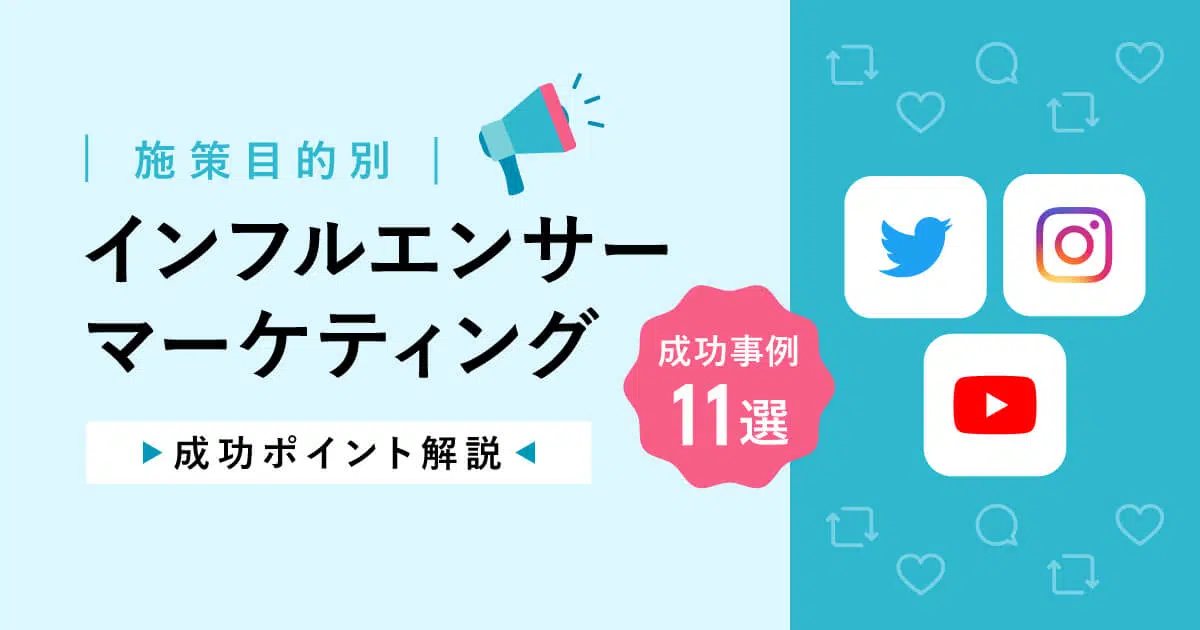 施策目的別
インフルエンサー
マーケティング
成功ポイント解説
成功事例
11選